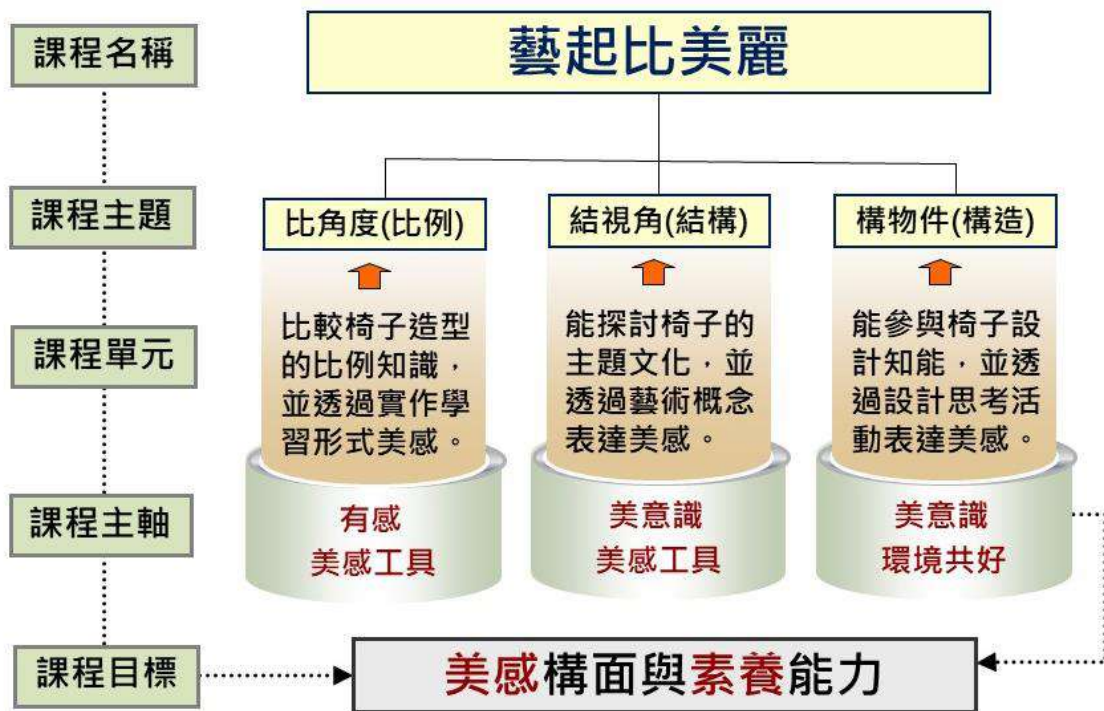 課程名稱
藝起比美麗
課程主題
比角度(比例)
結視角(結構)
構物件(構造)
課程單元
比較椅子造型
的比例知識，
並透過實作學
習形式美感。
能探討椅子的
主題文化，並
透過藝術概念
表達美感。
能參與椅子設
計知能，並透
過設計思考活
動表達美感。
課程主軸
有感
美感工具
美意識
美感工具
美意識
環境共好
課程目標
美感構面與素養能力